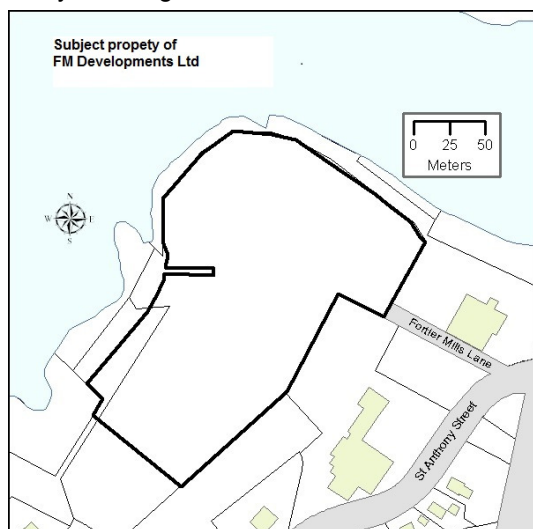 Subject propety of
FM Developments Ltd
0 25 50
Meters
N
W E
S
Fortier Mills Lane
St Anthony Street